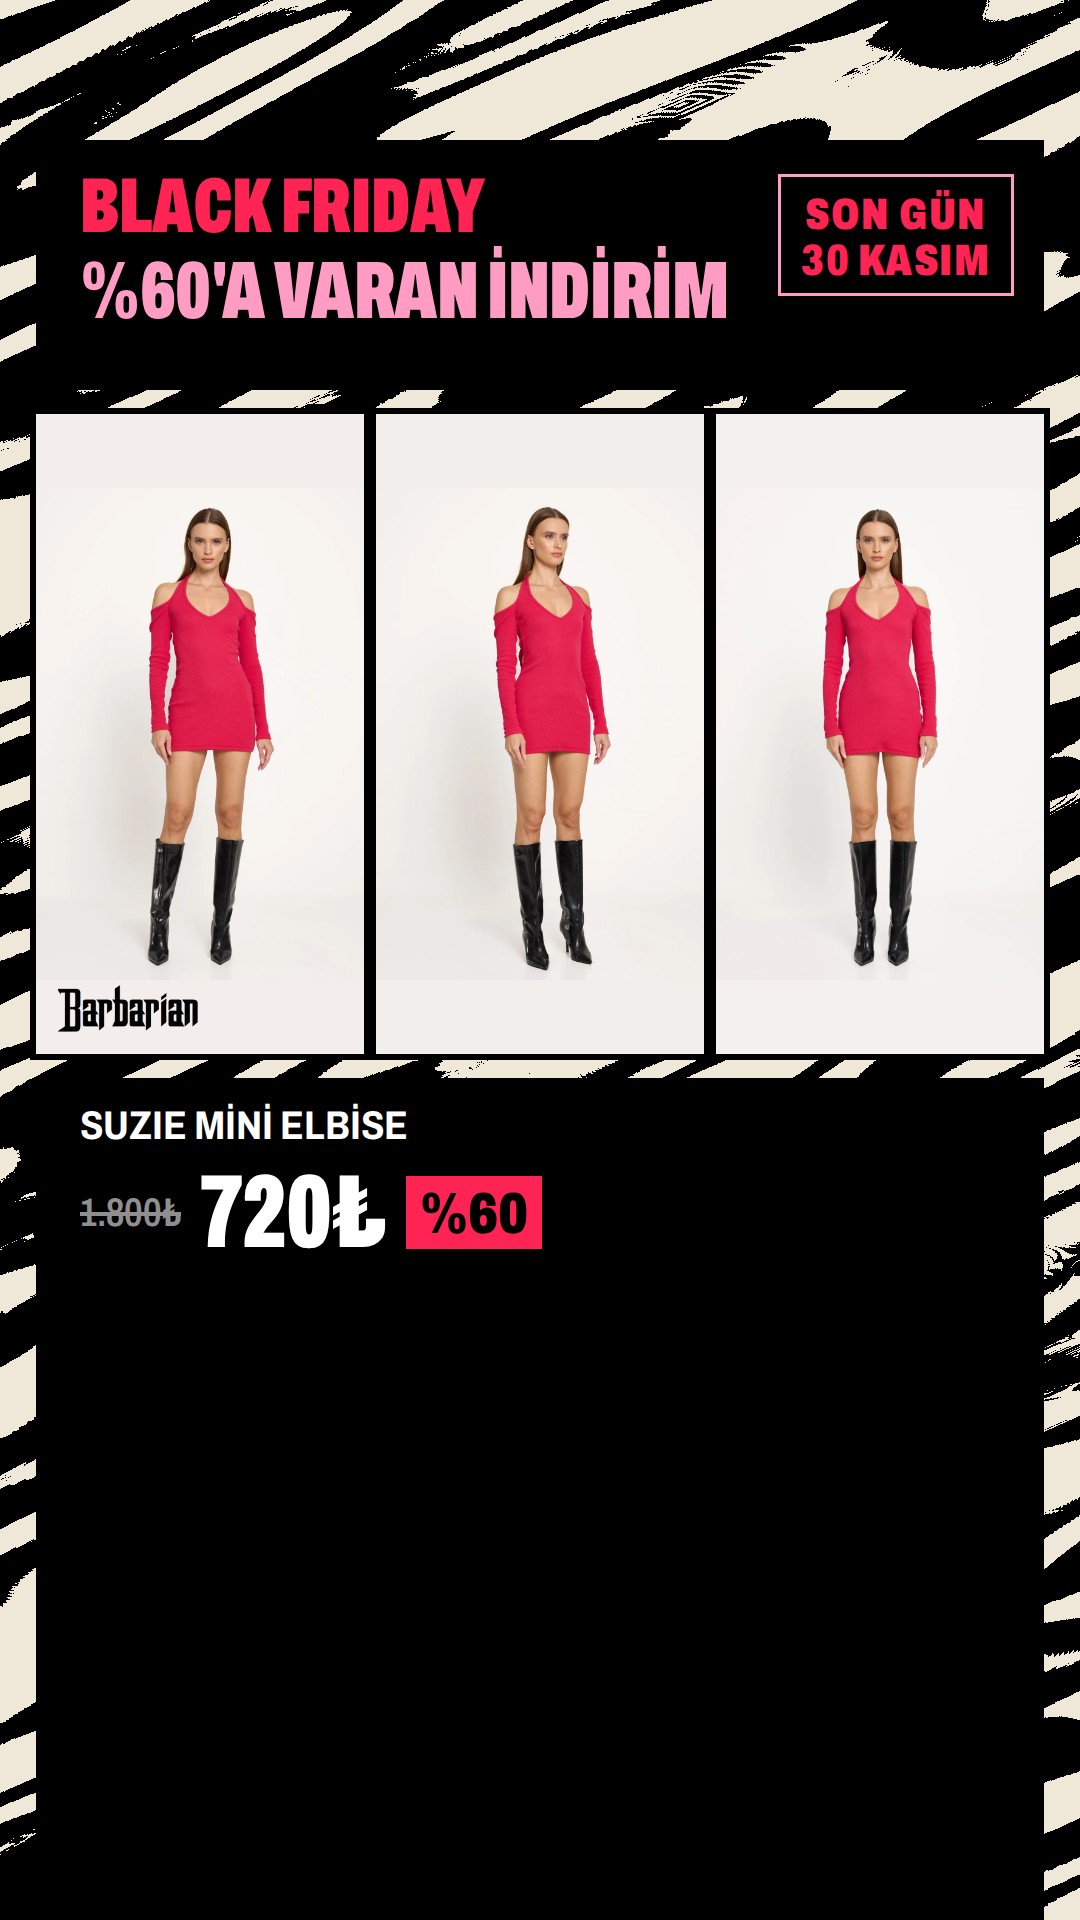 BLACK FRIDAY
%60'A VARAN İNDİRİM
SON GÜN
30 KASIM
Barbarian
SUZIE MİNİ ELBİSE
1.800₺ 720₺ %60